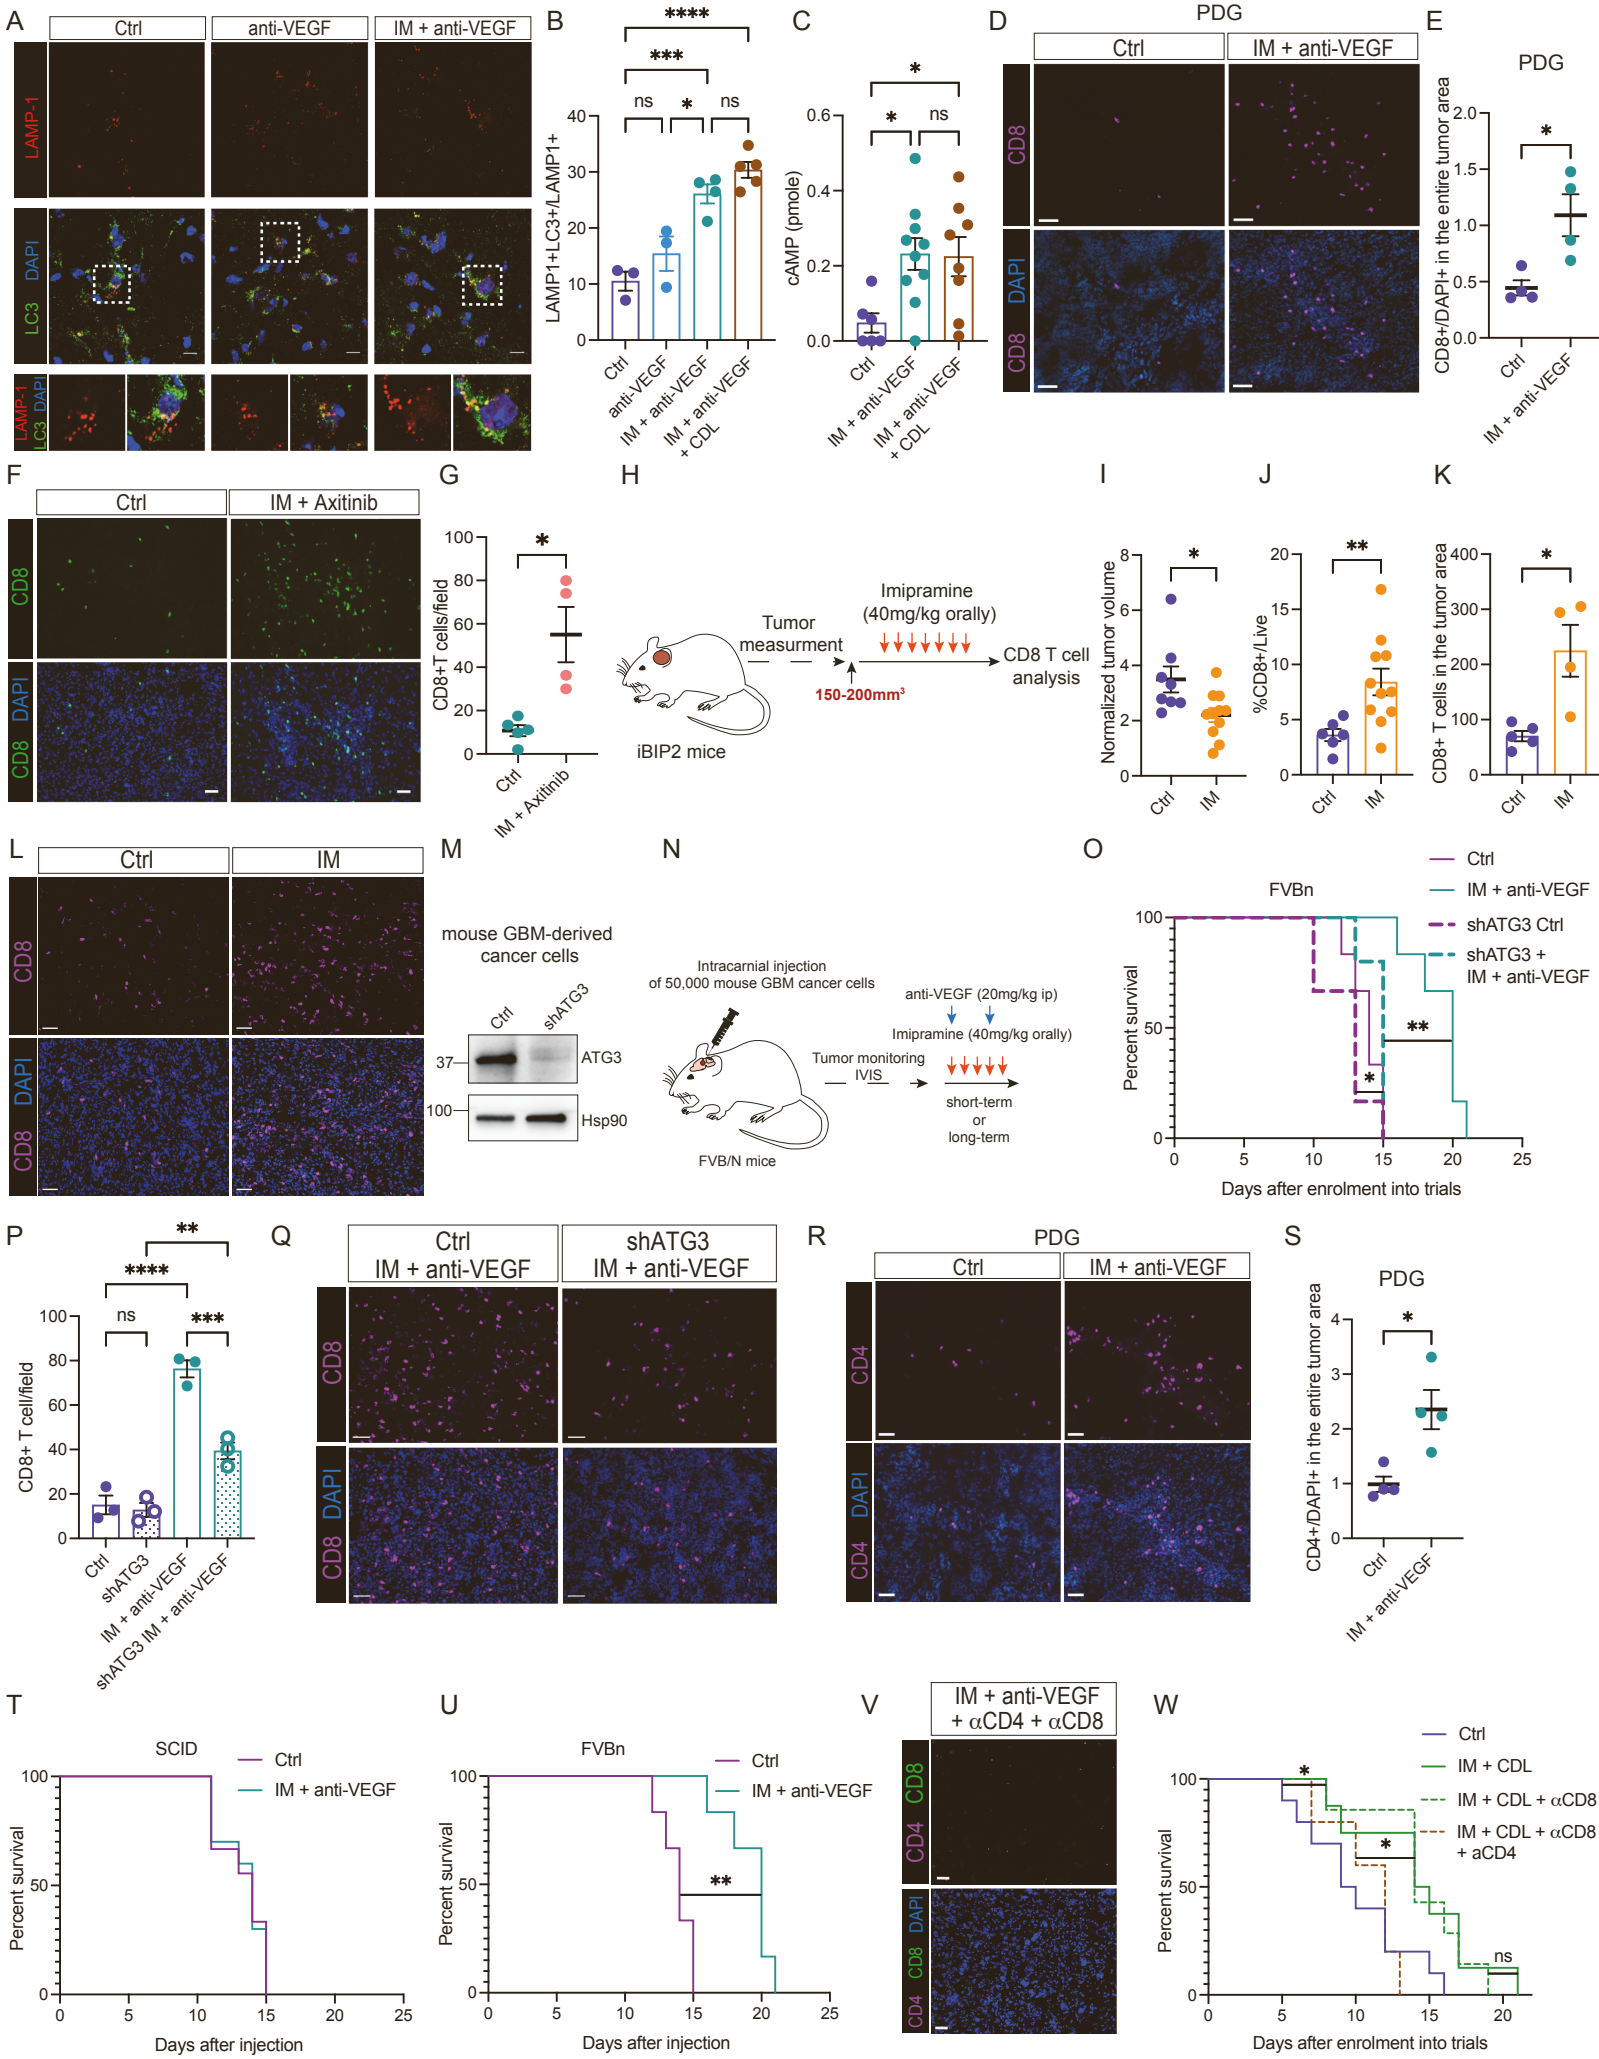 A
Ctrl
anti-VEGF
IM + anti-VEGF
LAMP-1
LC3 DAPI
LAMP-1
LC3 DAPI
B
****
***
ns
*
ns
LAMP1+LC3+/LAMP1+
40
30
20
10
0
Ctrl
anti-VEGF
IM + anti-VEGF
IM + anti-VEGF
+ CDL
C
*
*
ns
cAMP (pmole)
0.6
0.4
0.2
0.0
Ctrl
IM + anti-VEGF
IM + anti-VEGF
+ CDL
D
PDG
Ctrl
IM + anti-VEGF
CD8
CD8 DAPI
E
PDG
*
CD8+/DAPI+ in the entire tumor area
2.0
1.5
1.0
0.5
0.0
Ctrl
IM + anti-VEGF
F
Ctrl
IM + Axitinib
CD8
CD8 DAPI
G
*
CD8+T cells/field
100
80
60
40
20
0
Ctrl
IM + Axitinib
H
Tumor
measurment
Imipramine
(40mg/kg orally)
150-200mm³
CD8 T cell
analysis
iBIP2 mice
I
*
Normalized tumor volume
8
6
4
2
0
Ctrl
IM
J
**
%CD8+/Live
20
15
10
5
0
Ctrl
IM
K
*
CD8+ T cells in the tumor area
400
300
200
100
0
Ctrl
IM
L
Ctrl
IM
CD8
CD8 DAPI
M
mouse GBM-derived
cancer cells
Ctrl
shATG3
37
ATG3
100
Hsp90
N
Intracarnial injection
of 50,000 mouse GBM cancer cells
anti-VEGF (20mg/kg ip)
Imipramine (40mg/kg orally)
Tumor monitoring
IVIS
short-term
or
long-term
FVB/N mice
O
FVBn
Ctrl
IM + anti-VEGF
shATG3 Ctrl
shATG3 +
IM + anti-VEGF
Percent survival
100
50
0
**
*
0 5 10 15 20 25
Days after enrolment into trials
P
**
****
ns
***
CD8+ T cell/field
100
80
60
40
20
0
Ctrl
shATG3
IM + anti-VEGF
shATG3 IM + anti-VEGF
Q
Ctrl
IM + anti-VEGF
shATG3
IM + anti-VEGF
CD8
CD8 DAPI
R
PDG
Ctrl
IM + anti-VEGF
CD4
CD4 DAPI
S
PDG
*
CD4+/DAPI+ in the entire tumor area
4
3
2
1
0
Ctrl
IM + anti-VEGF
T
SCID
Ctrl
IM + anti-VEGF
Percent survival
100
50
0
0 5 10 15 20 25
Days after injection
U
FVBn
Ctrl
IM + anti-VEGF
Percent survival
100
50
0
**
0 5 10 15 20 25
Days after injection
V
IM + anti-VEGF
+ αCD4 + αCD8
CD4 CD8
CD4 CD8 DAPI
W
Ctrl
IM + CDL
IM + CDL + αCD8
IM + CDL + αCD8
+ aCD4
Percent survival
100
50
0
*
*
ns
0 5 10 15 20
Days after enrolment into trials